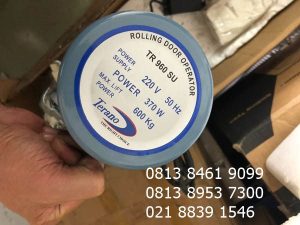 ROLLING DOOR OPERATOR
TR 960 SU
POWER SUPPLY 220 V 50 Hz
POWER 370 W
MAX. LIFT POWER 600 Kg
Terano
0813 8461 9099
0813 8953 7300
021 8839 1546